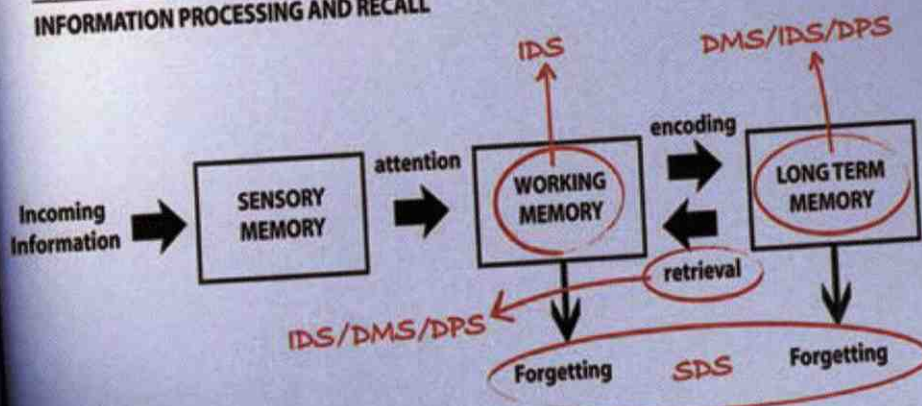 INFORMATION PROCESSING AND RECALL
IDS
DMS/IDS/DPS
Incoming
Information
SENSORY
MEMORY
attention
WORKING
MEMORY
encoding
LONG TERM
MEMORY
retrieval
IDS/DMS/DPS
Forgetting
SDS
Forgetting